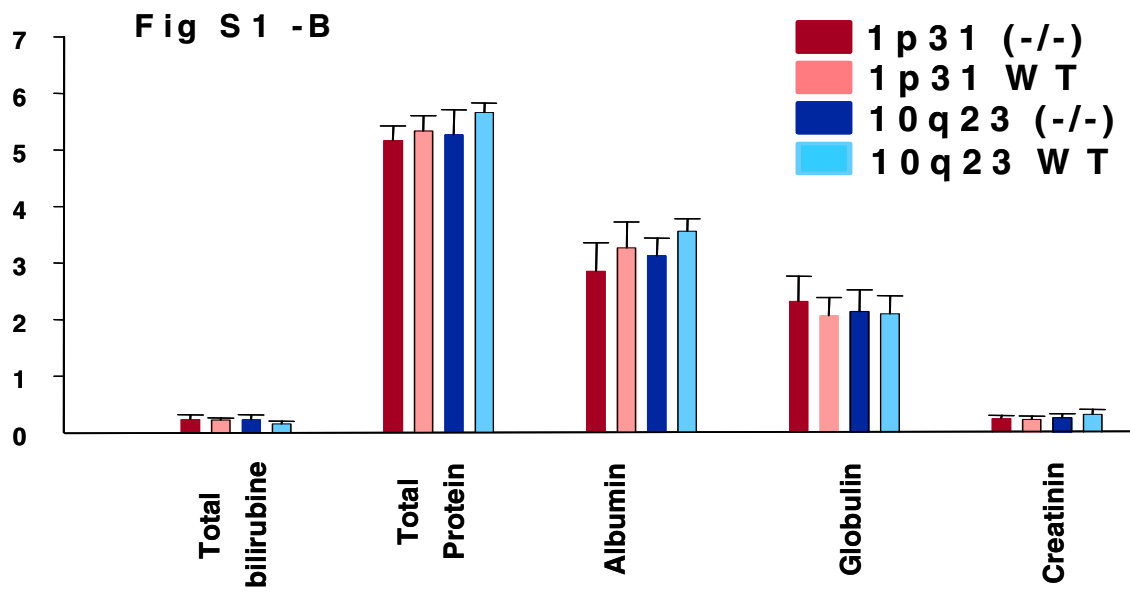 Fig S1 -B
7
6
5
4
3
2
1
0
1p31 (-/-)
1p31 WT
10q23 (-/-)
10q23 WT
Total
bilirubine
Total
Protein
Albumin
Globulin
Creatinin